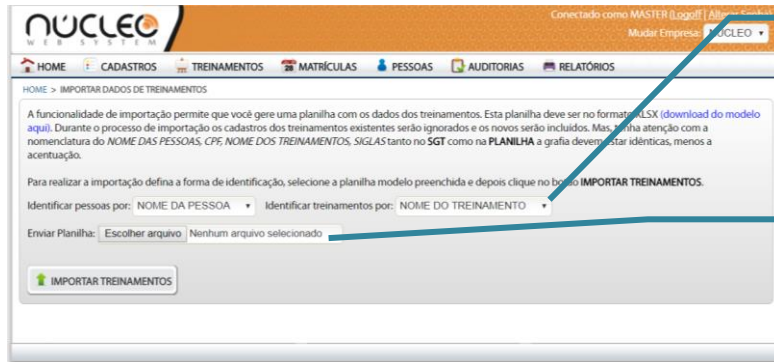 NÚCLEO
WEB SYSTEM
Conectado como MASTER (Logoff | Alterar Senha)
Mudar Empresa: NÚCLEO
HOME CADASTROS TREINAMENTOS MATRÍCULAS PESSOAS AUDITORIAS RELATÓRIOS
HOME > IMPORTAR DADOS DE TREINAMENTOS
A funcionalidade de importação permite que você gere uma planilha com os dados dos treinamentos. Esta planilha deve ser no formato XLSX (download do modelo
aqui). Durante o processo de importação os cadastros dos treinamentos existentes serão ignorados e os novos serão incluídos. Mas, tenha atenção com a
nomenclatura do NOME DAS PESSOAS, CPF, NOME DOS TREINAMENTOS, SIGLAS tanto no SGT como na PLANILHA a grafia devem estar idênticas, menos a
acentuação.
Para realizar a importação defina a forma de identificação, selecione a planilha modelo preenchida e depois clique no botão IMPORTAR TREINAMENTOS.
Identificar pessoas por: NOME DA PESSOA Identificar treinamentos por: NOME DO TREINAMENTO
Enviar Planilha: Escolher arquivo Nenhum arquivo selecionado
IMPORTAR TREINAMENTOS